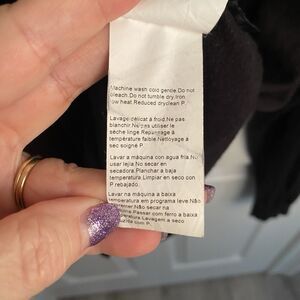 Machine wash cold gentle.Do not
bleach.Do not tumble dry.Iron
low heat.Reduced dryclean P.
Lavage délicat à froid.Ne pas
blanchir.Ne pas utiliser le
sèche linge.Repassage à
température faible.Nettoyage à
sec soigné P.
Lavar a máquina con agua fria.No
usar lejia.No secar en
secadora.Planchar a baja
temperatura.Limpiar en seco con
P rebajado.
Lavar na máquina a baixa
temperatura em programa leve.Não
secar na
Passar com ferro a baixa
Lavagem a seco
com P.